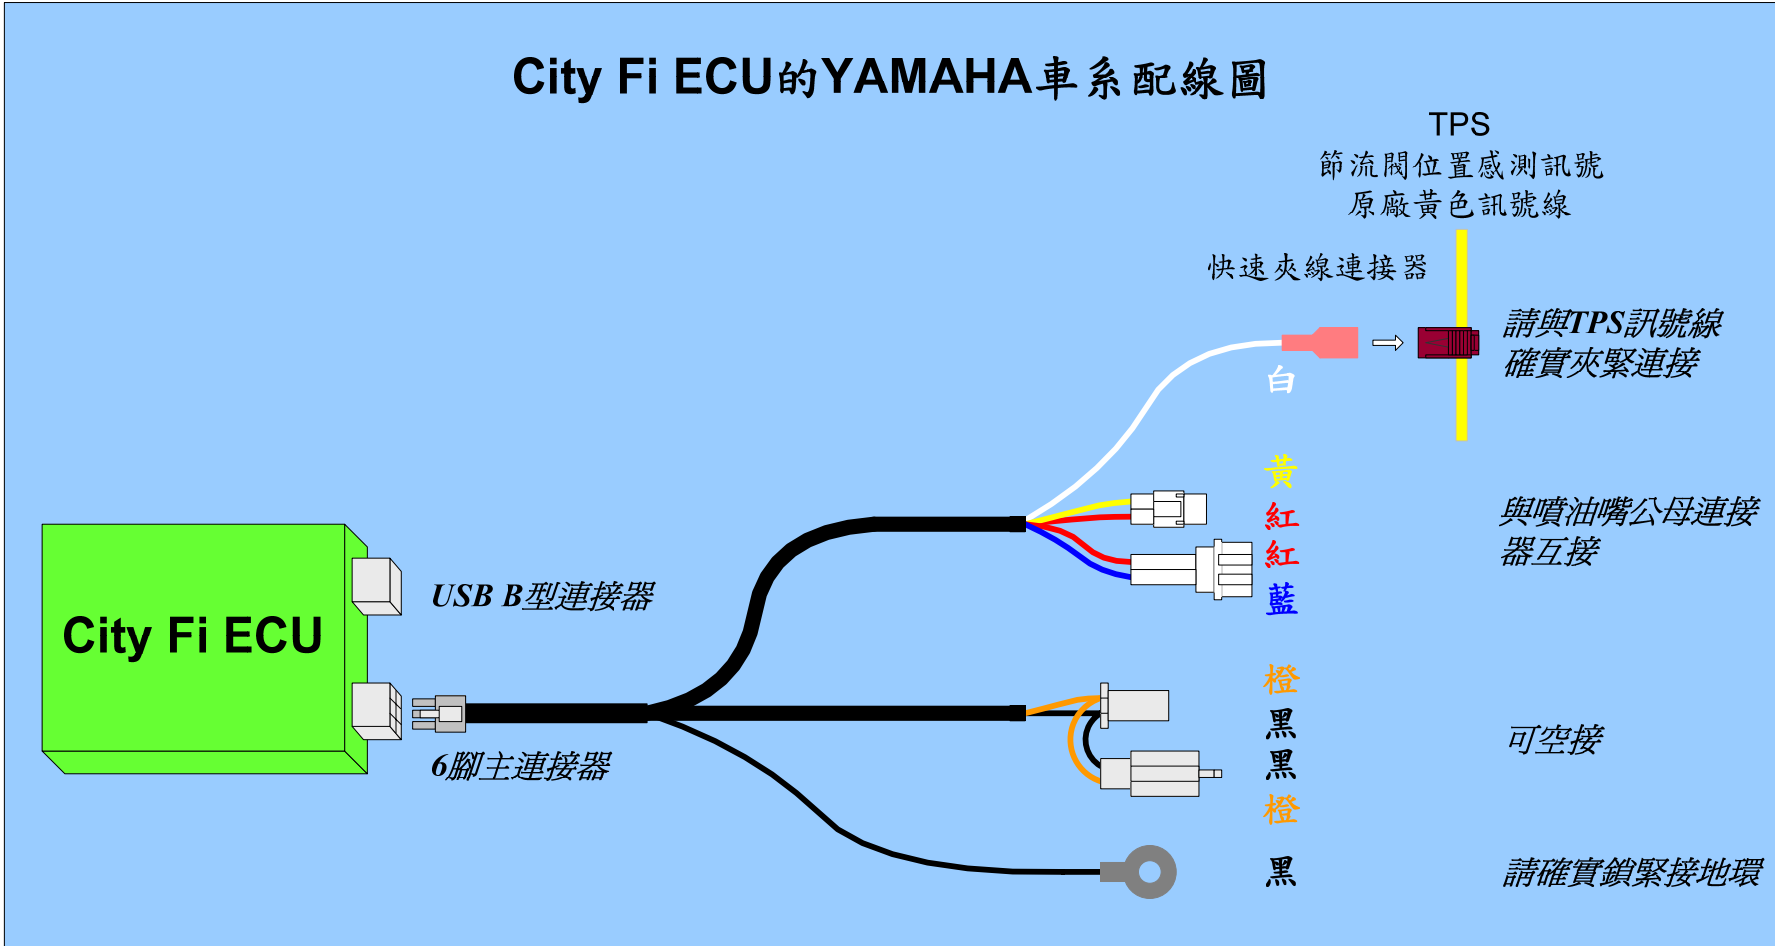 City Fi ECU的YAMAHA車系配線圖
TPS
節流閥位置感測訊號
原廠黃色訊號線
快速夾線連接器
請與TPS訊號線
確實夾緊連接
白
黃
紅
紅
藍
與噴油嘴公母連接
器互接
USB B型連接器
City Fi ECU
6腳主連接器
橙
黑
黑
橙
可空接
黑
請確實鎖緊接地環